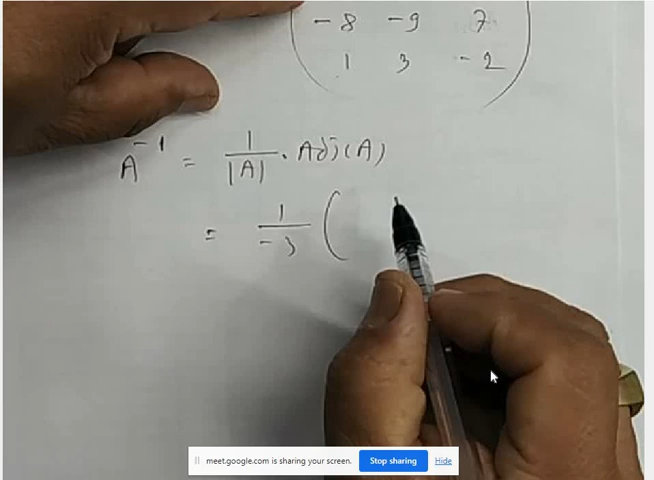 -8 -9 7
1 3 -2
A⁻¹ = 1/|A| . Adj(A)
= 1/-3 (
meet.google.com is sharing your screen. Stop sharing Hide